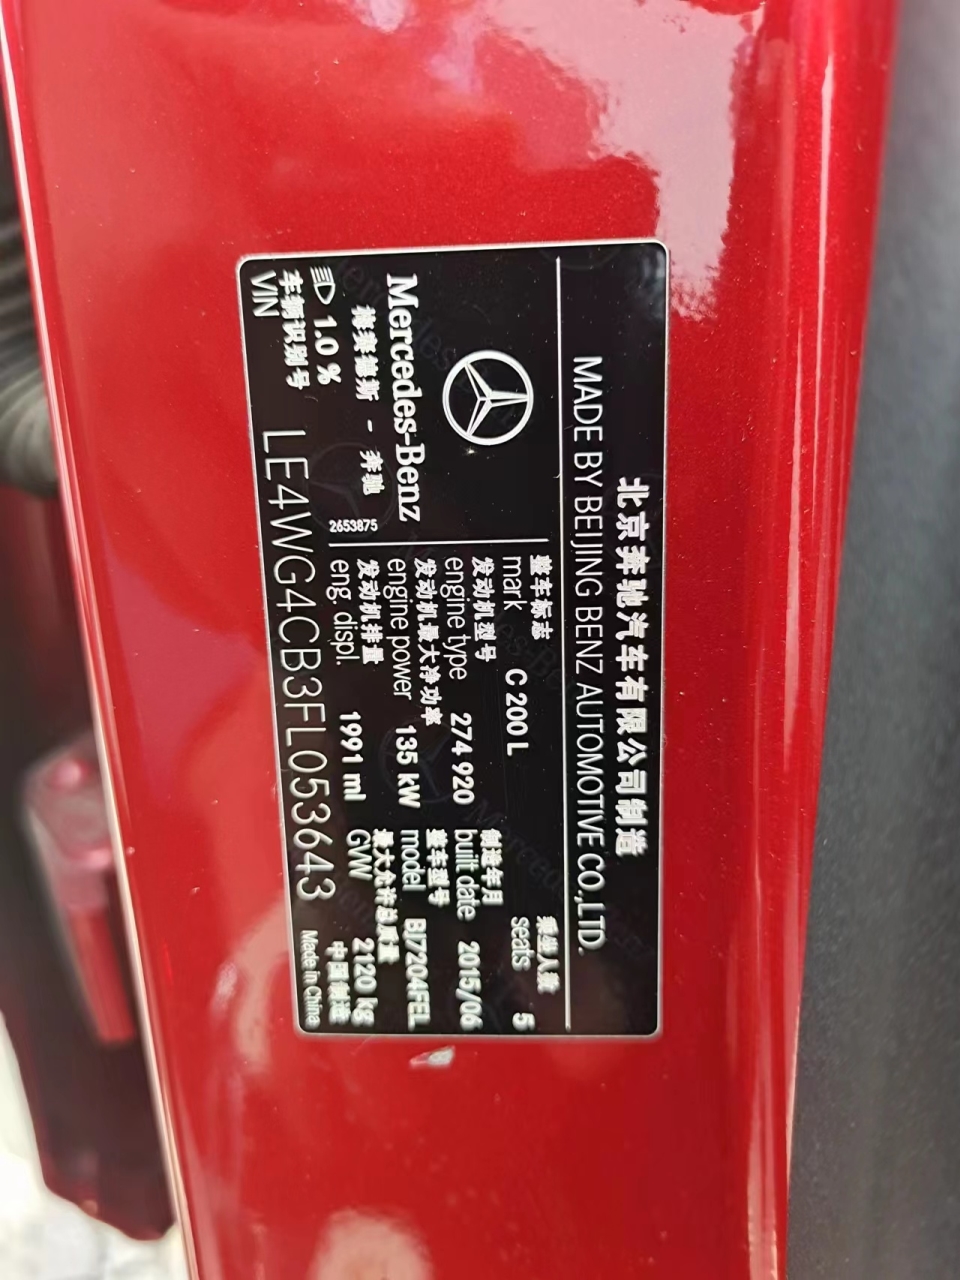 北京奔驰汽车有限公司制造
MADE BY BEIJING BENZ AUTOMOTIVE CO.,LTD.
Mercedes-Benz
梅赛德斯 - 奔驰
2653875
1.0 %
整车标志
mark C 200 L
乘坐人数
seats 5
发动机型号
engine type 274 920
制造年月
built date 2015/06
发动机最大净功率
engine power 135 kW
整车型号
model BJ7204FEL
发动机排量
eng. displ. 1991 ml
最大允许总质量
GVW 2120 kg
车辆识别号
VIN LE4WG4CB3FL053643
中国制造
Made in China